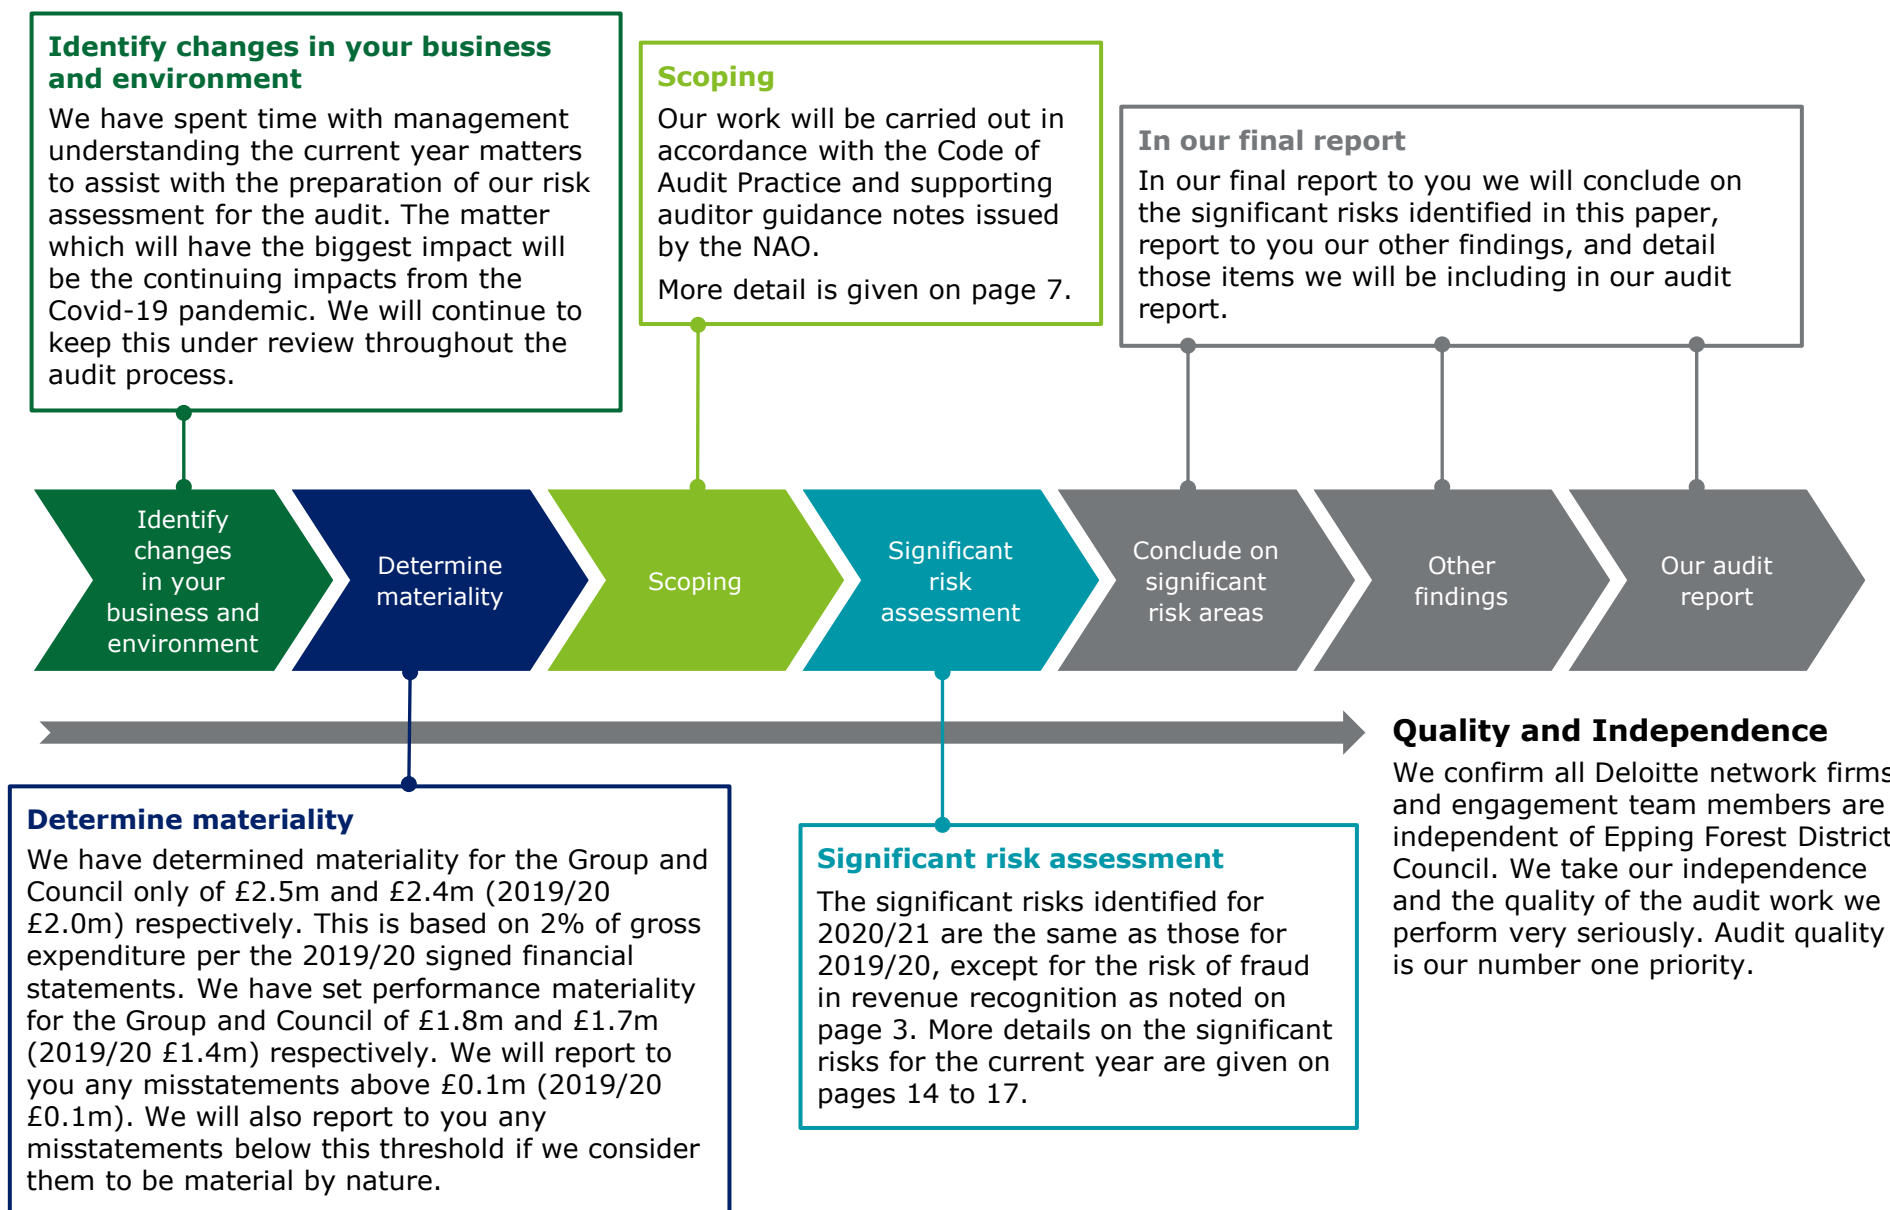 Identify changes in your business
and environment
We have spent time with management
understanding the current year matters
to assist with the preparation of our risk
assessment for the audit. The matter
which will have the biggest impact will
be the continuing impacts from the
Covid-19 pandemic. We will continue to
keep this under review throughout the
audit process.
Scoping
Our work will be carried out in
accordance with the Code of
Audit Practice and supporting
auditor guidance notes issued
by the NAO.
More detail is given on page 7.
In our final report
In our final report to you we will conclude on
the significant risks identified in this paper,
report to you our other findings, and detail
those items we will be including in our audit
report.
Identify
changes
in your
business and
environment
Determine
materiality
Scoping
Significant
risk
assessment
Conclude on
significant
risk areas
Other
findings
Our audit
report
Determine materiality
We have determined materiality for the Group and
Council only of £2.5m and £2.4m (2019/20
£2.0m) respectively. This is based on 2% of gross
expenditure per the 2019/20 signed financial
statements. We have set performance materiality
for the Group and Council of £1.8m and £1.7m
(2019/20 £1.4m) respectively. We will report to
you any misstatements above £0.1m (2019/20
£0.1m). We will also report to you any
misstatements below this threshold if we consider
them to be material by nature.
Significant risk assessment
The significant risks identified for
2020/21 are the same as those for
2019/20, except for the risk of fraud
in revenue recognition as noted on
page 3. More details on the significant
risks for the current year are given on
pages 14 to 17.
Quality and Independence
We confirm all Deloitte network firms
and engagement team members are
independent of Epping Forest District
Council. We take our independence
and the quality of the audit work we
perform very seriously. Audit quality
is our number one priority.